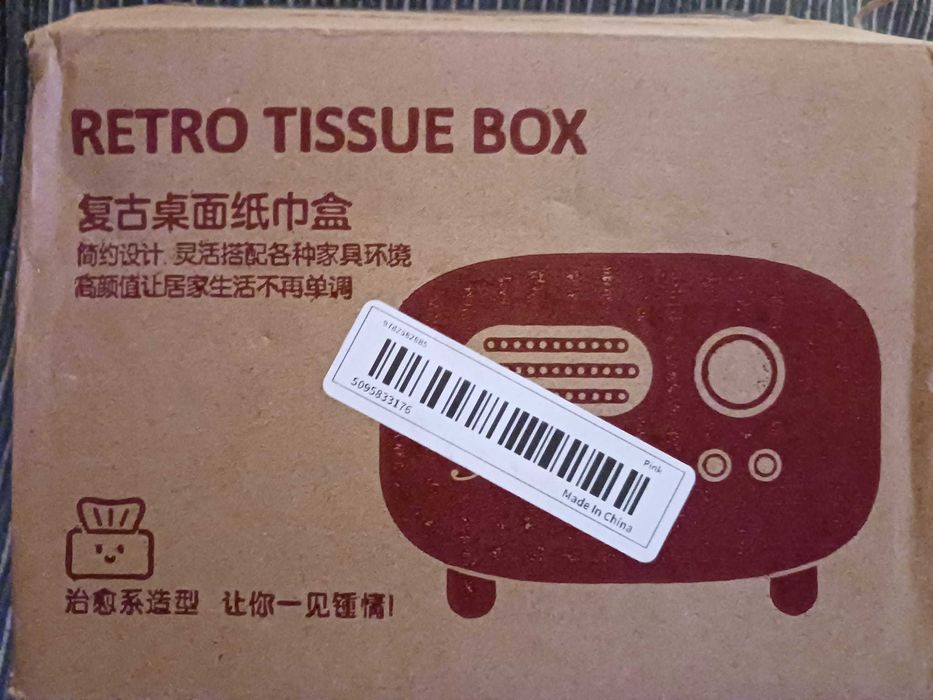 RETRO TISSUE BOX
复古桌面纸巾盒
简约设计 灵活搭配各种家具环境
高颜值让居家生活不再单调
5095833176
Pink
Made In China
治愈系造型 让你一见锺情!